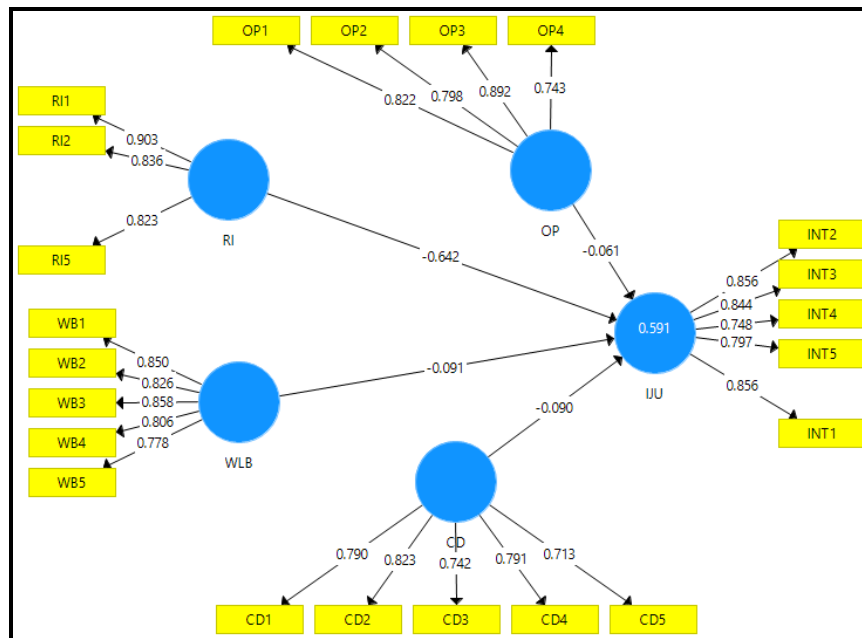 OP1 OP2 OP3 OP4
0.822 0.798 0.892 0.743
RI1
RI2
RI5
0.903
0.836
0.823
RI
OP
-0.642
-0.061
INT2
INT3
INT4
INT5
INT1
0.856
0.844
0.748
0.797
0.856
0.591
IJU
WB1
WB2
WB3
WB4
WB5
0.850
0.826
0.858
0.806
0.778
WLB
-0.091
-0.090
CD
0.790 0.823 0.742 0.791 0.713
CD1 CD2 CD3 CD4 CD5